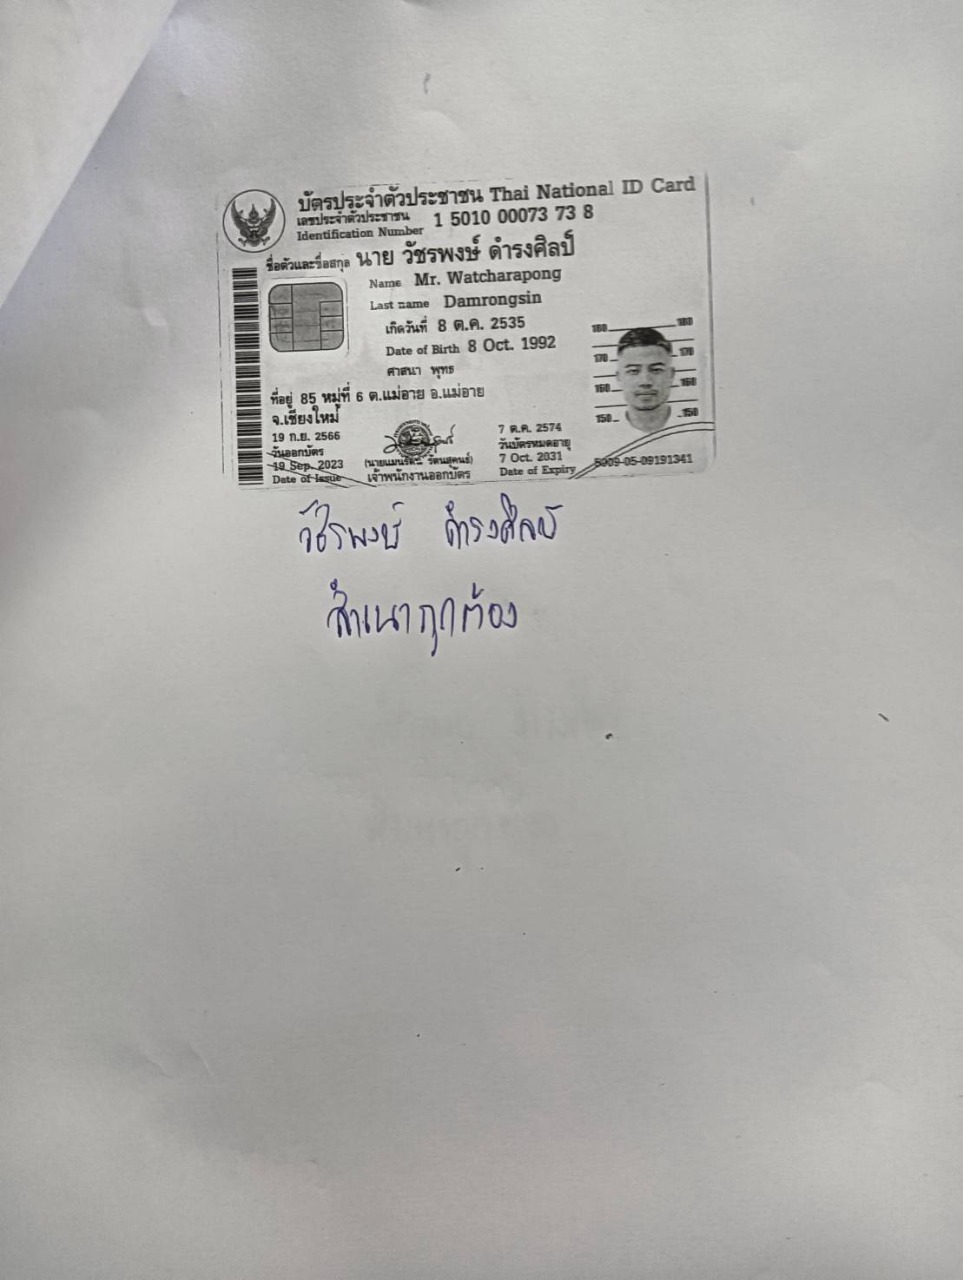 บัตรประจำตัวประชาชน Thai National ID Card
เลขประจำตัวประชาชน
Identification Number
1 5010 00073 73 8
ชื่อตัวและชื่อสกุล นาย วัชรพงษ์ ดำรงศิลป์
Name Mr. Watcharapong
Last name Damrongsin
เกิดวันที่ 8 ต.ค. 2535
Date of Birth 8 Oct. 1992
ศาสนา พุทธ
ที่อยู่ 85 หมู่ที่ 6 ต.แม่อาย อ.แม่อาย
จ.เชียงใหม่
19 ก.ย. 2566
วันออกบัตร
19 Sep. 2023
Date of Issue
เจ้าพนักงานออกบัตร
7 ต.ค. 2574
วันบัตรหมดอายุ
7 Oct. 2031
Date of Expiry
180 180
170 170
160 160
150 150
5009-05-09191341
วัชรพงษ์ ดำรงศิลป์
สำเนาถูกต้อง